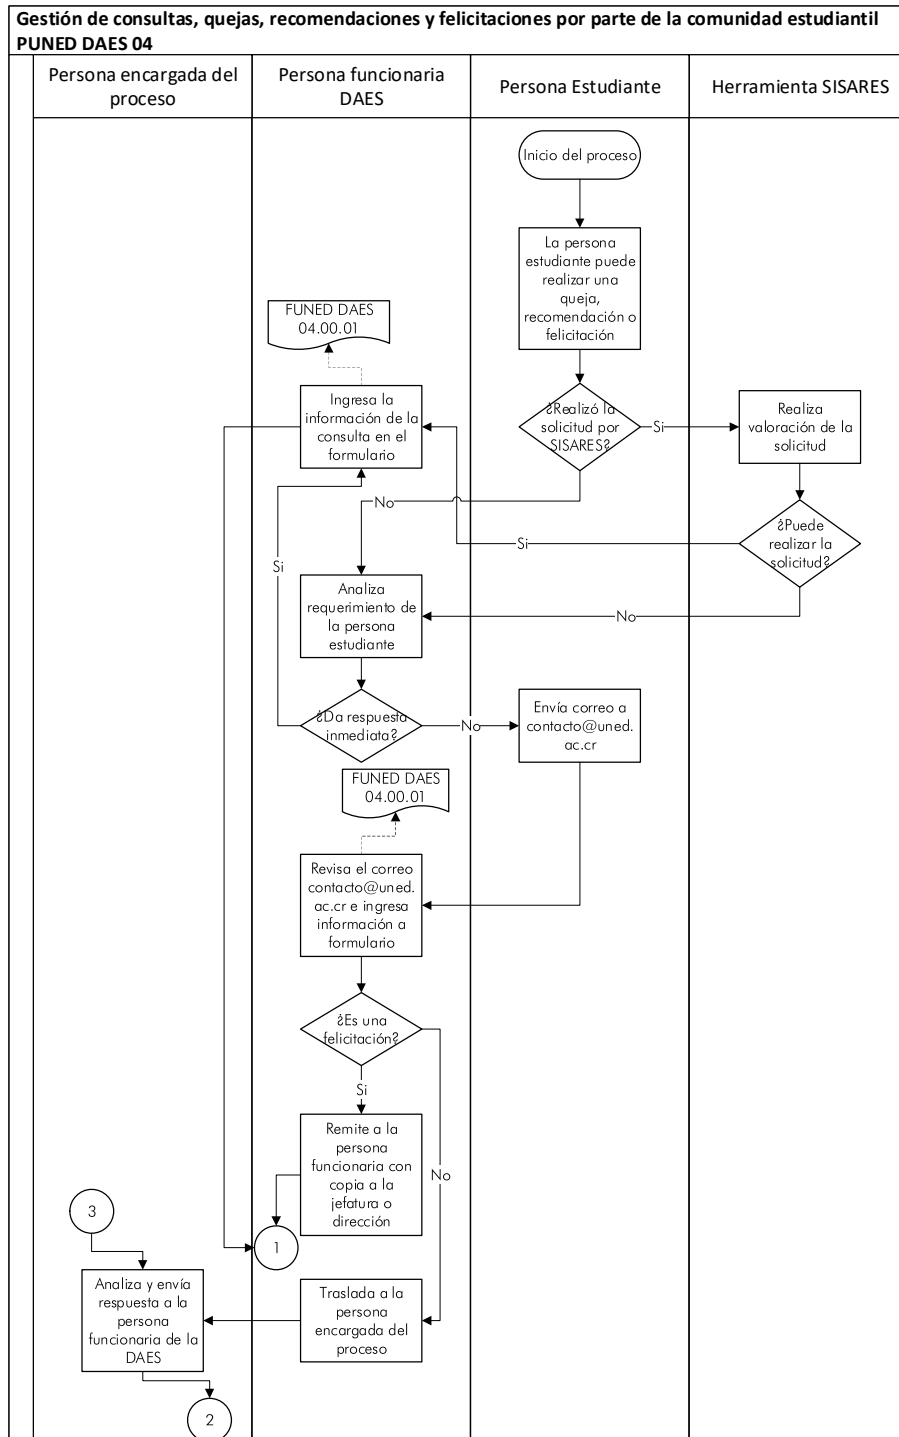 Gestión de consultas, quejas, recomendaciones y felicitaciones por parte de la comunidad estudiantil
PUNED DAES 04
Persona encargada del
proceso
Persona funcionaria
DAES
Persona Estudiante
Herramienta SISARES
Inicio del proceso
La persona
estudiante puede
realizar una
queja,
recomendación o
felicitación
FUNED DAES
04.00.01
Ingresa la
información de la
consulta en el
formulario
¿Realizó la
solicitud por
SISARES?
Si
Realiza
valoración de la
solicitud
No
¿Puede
realizar la
solicitud?
Si
Si
Analiza
requerimiento de
la persona
estudiante
No
¿Da respuesta
inmediata?
No
Envía correo a
contacto@uned.
ac.cr
FUNED DAES
04.00.01
Revisa el correo
contacto@uned.
ac.cr e ingresa
información a
formulario
¿Es una
felicitación?
Si
Remite a la
persona
funcionaria con
copia a la
jefatura o
dirección
No
3
1
Analiza y envía
respuesta a la
persona
funcionaria de la
DAES
Traslada a la
persona
encargada del
proceso
2